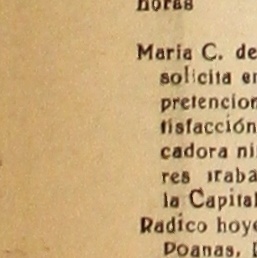 horas
Maria C. de
solicita en
pretencion
tisfacción
cadora ni
res traba
la Capital
Radico hoye
Poanas,